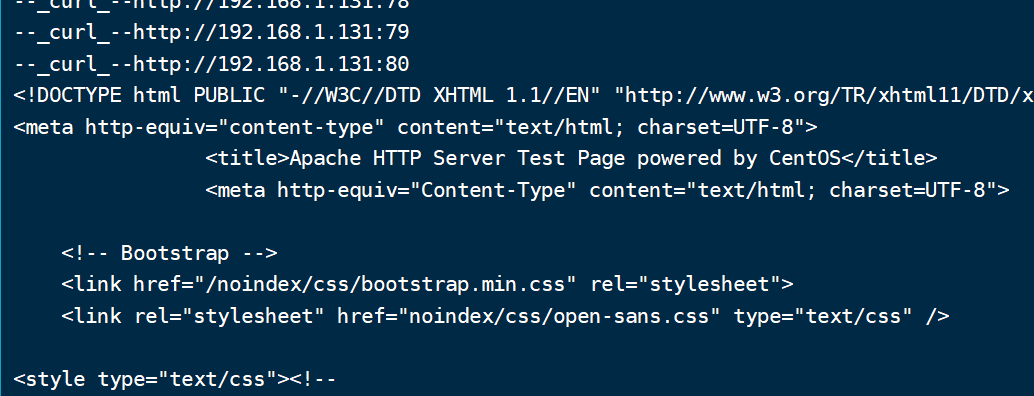 --_curl_--http://192.168.1.131:78
--_curl_--http://192.168.1.131:79
--_curl_--http://192.168.1.131:80
<!DOCTYPE html PUBLIC "-//W3C//DTD XHTML 1.1//EN" "http://www.w3.org/TR/xhtml11/DTD/x
<meta http-equiv="content-type" content="text/html; charset=UTF-8">
<title>Apache HTTP Server Test Page powered by CentOS</title>
<meta http-equiv="Content-Type" content="text/html; charset=UTF-8">
<!-- Bootstrap -->
<link href="/noindex/css/bootstrap.min.css" rel="stylesheet">
<link rel="stylesheet" href="noindex/css/open-sans.css" type="text/css" />
<style type="text/css"><!--